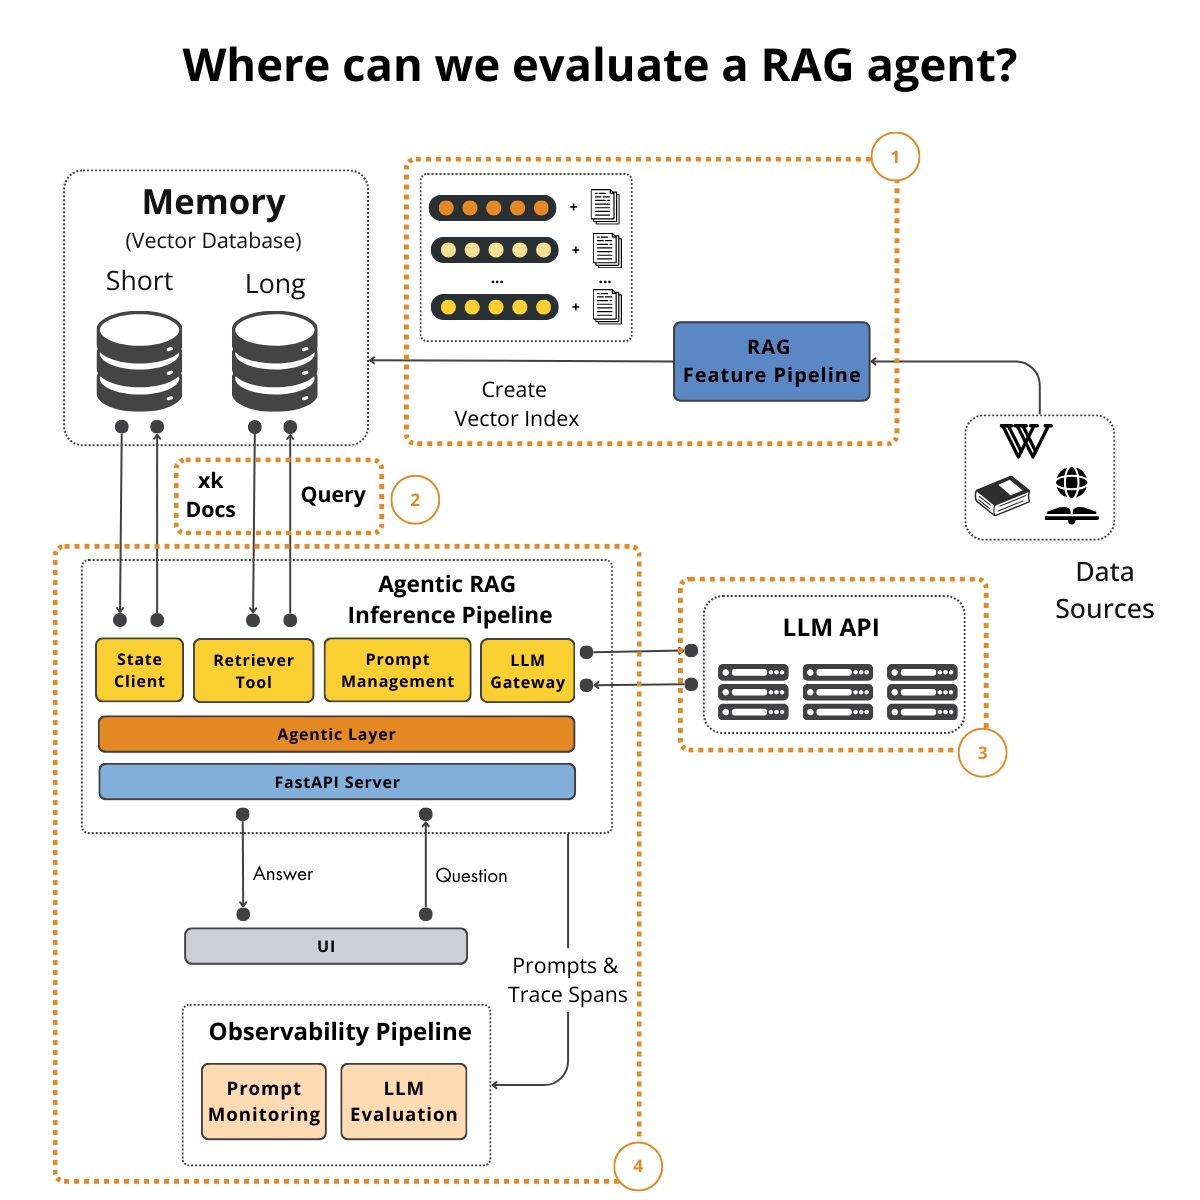 Where can we evaluate a RAG agent?
1
Memory
(Vector Database)
Short
Long
+
+
...
...
+
RAG
Feature Pipeline
Create
Vector Index
xk
Docs
Query
2
Data
Sources
Agentic RAG
Inference Pipeline
State
Client
Retriever
Tool
Prompt
Management
LLM
Gateway
Agentic Layer
FastAPI Server
LLM API
3
Answer
Question
UI
Prompts &
Trace Spans
Observability Pipeline
Prompt
Monitoring
LLM
Evaluation
4